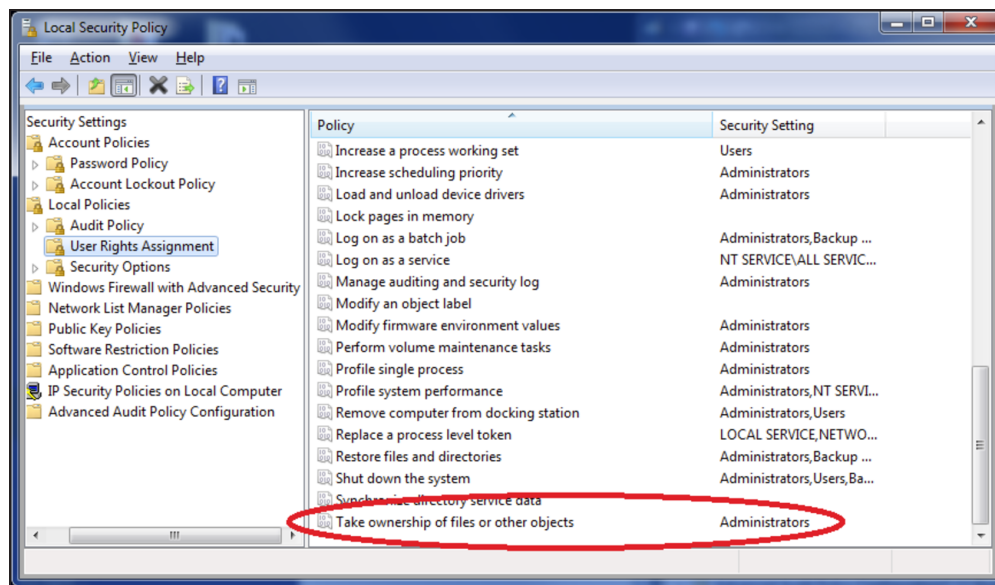 Local Security Policy
File Action View Help
Security Settings
Account Policies
Password Policy
Account Lockout Policy
Local Policies
Audit Policy
User Rights Assignment
Security Options
Windows Firewall with Advanced Security
Network List Manager Policies
Public Key Policies
Software Restriction Policies
Application Control Policies
IP Security Policies on Local Computer
Advanced Audit Policy Configuration
Policy Security Setting
Increase a process working set Users
Increase scheduling priority Administrators
Load and unload device drivers Administrators
Lock pages in memory
Log on as a batch job Administrators,Backup ...
Log on as a service NT SERVICE\ALL SERVIC...
Manage auditing and security log Administrators
Modify an object label
Modify firmware environment values Administrators
Perform volume maintenance tasks Administrators
Profile single process Administrators
Profile system performance Administrators,NT SERVI...
Remove computer from docking station Administrators,Users
Replace a process level token LOCAL SERVICE,NETWO...
Restore files and directories Administrators,Backup ...
Shut down the system Administrators,Users,Ba...
Synchronize directory service data
Take ownership of files or other objects Administrators